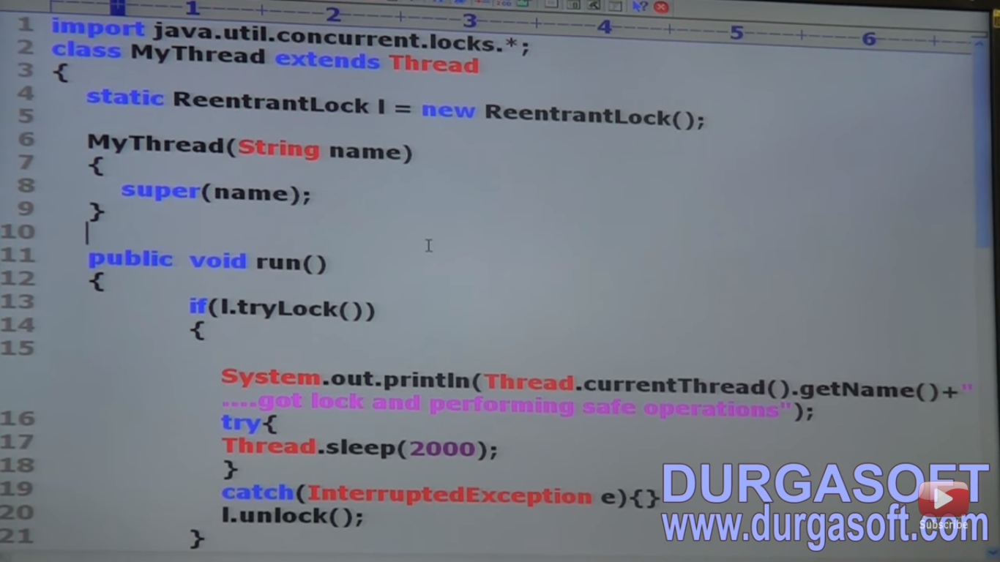 1 2 3 4 5 6
1 import java.util.concurrent.locks.*;
2 class MyThread extends Thread
3 {
4 static ReentrantLock l = new ReentrantLock();
5
6 MyThread(String name)
7 {
8 super(name);
9 }
10
11 public void run()
12 {
13 if(l.tryLock())
14 {
15
System.out.println(Thread.currentThread().getName()+"
....got lock and performing safe operations");
16 try{
17 Thread.sleep(2000);
18 }
19 catch(InterruptedException e){}
20 l.unlock();
21 }
DURGASOFT
www.durgasoft.com
Subscribe